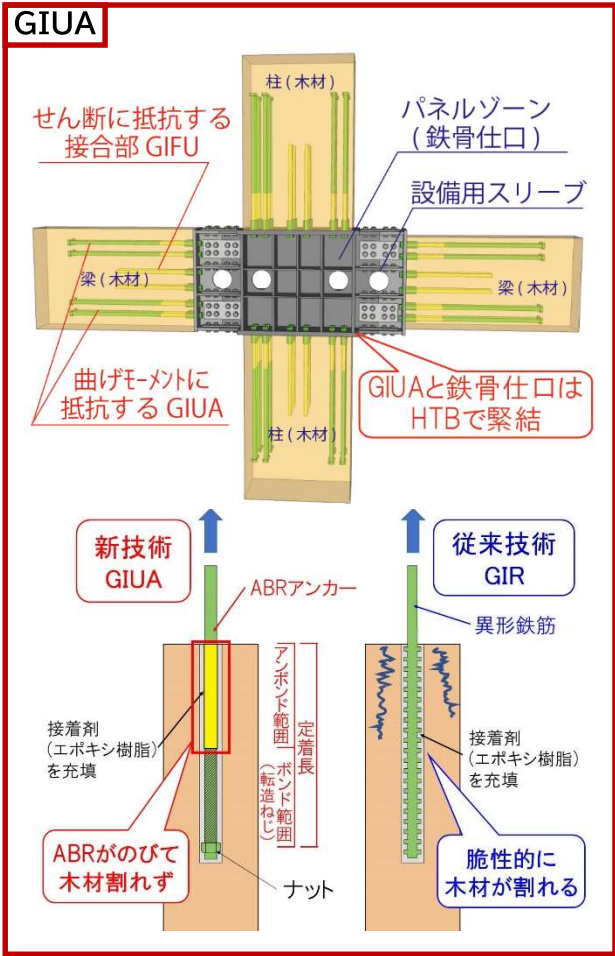 GIUA
柱(木材)
せん断に抵抗する
接合部 GIFU
パネルゾーン
(鉄骨仕口)
設備用スリーブ
梁(木材)
梁(木材)
曲げﾓｰﾒﾝﾄに
抵抗する GIUA
GIUAと鉄骨仕口は
HTBで緊結
柱(木材)
新技術
GIUA
従来技術
GIR
ABRアンカー
異形鉄筋
アンボンド範囲
定着長
ボンド範囲
(転造ねじ)
接着剤
(エポキシ樹脂)
を充填
接着剤
(エポキシ樹脂)
を充填
ABRがのびて
木材割れず
ナット
脆性的に
木材が割れる